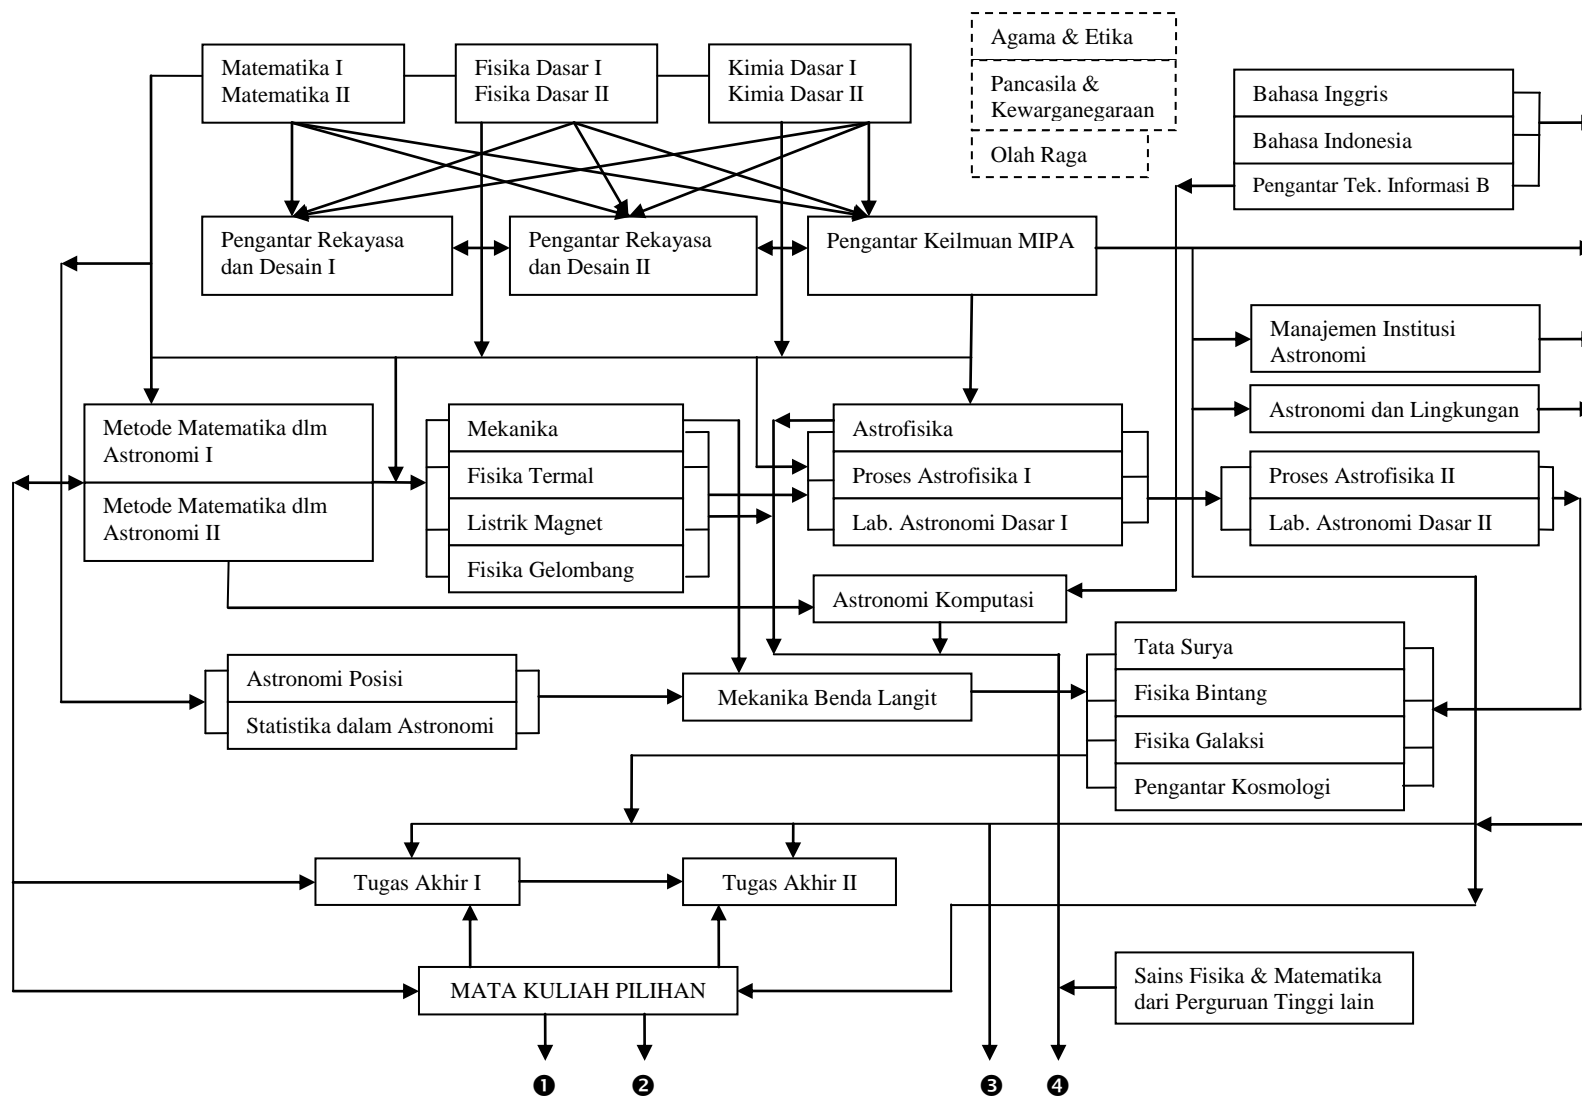 Agama & Etika
Pancasila &
Kewarganegaraan
Olah Raga
Matematika I
Matematika II
Fisika Dasar I
Fisika Dasar II
Kimia Dasar I
Kimia Dasar II
Bahasa Inggris
Bahasa Indonesia
Pengantar Tek. Informasi B
Pengantar Rekayasa
dan Desain I
Pengantar Rekayasa
dan Desain II
Pengantar Keilmuan MIPA
Manajemen Institusi
Astronomi
Astronomi dan Lingkungan
Metode Matematika dlm
Astronomi I
Metode Matematika dlm
Astronomi II
Mekanika
Fisika Termal
Listrik Magnet
Fisika Gelombang
Astrofisika
Proses Astrofisika I
Lab. Astronomi Dasar I
Proses Astrofisika II
Lab. Astronomi Dasar II
Astronomi Komputasi
Astronomi Posisi
Statistika dalam Astronomi
Mekanika Benda Langit
Tata Surya
Fisika Bintang
Fisika Galaksi
Pengantar Kosmologi
Tugas Akhir I
Tugas Akhir II
MATA KULIAH PILIHAN
Sains Fisika & Matematika
dari Perguruan Tinggi lain
❶
❷
❸
❹